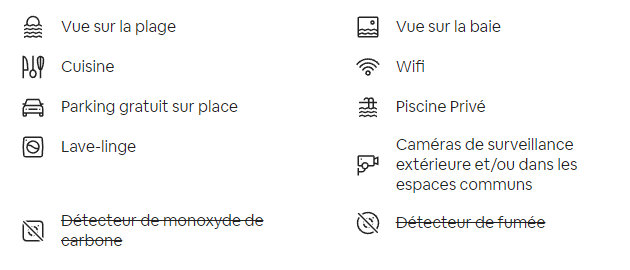 Vue sur la plage
Vue sur la baie
Cuisine
Wifi
Parking gratuit sur place
Piscine Privé
Lave-linge
Caméras de surveillance
extérieure et/ou dans les
espaces communs
Détecteur de monoxyde de
carbone
Détecteur de fumée